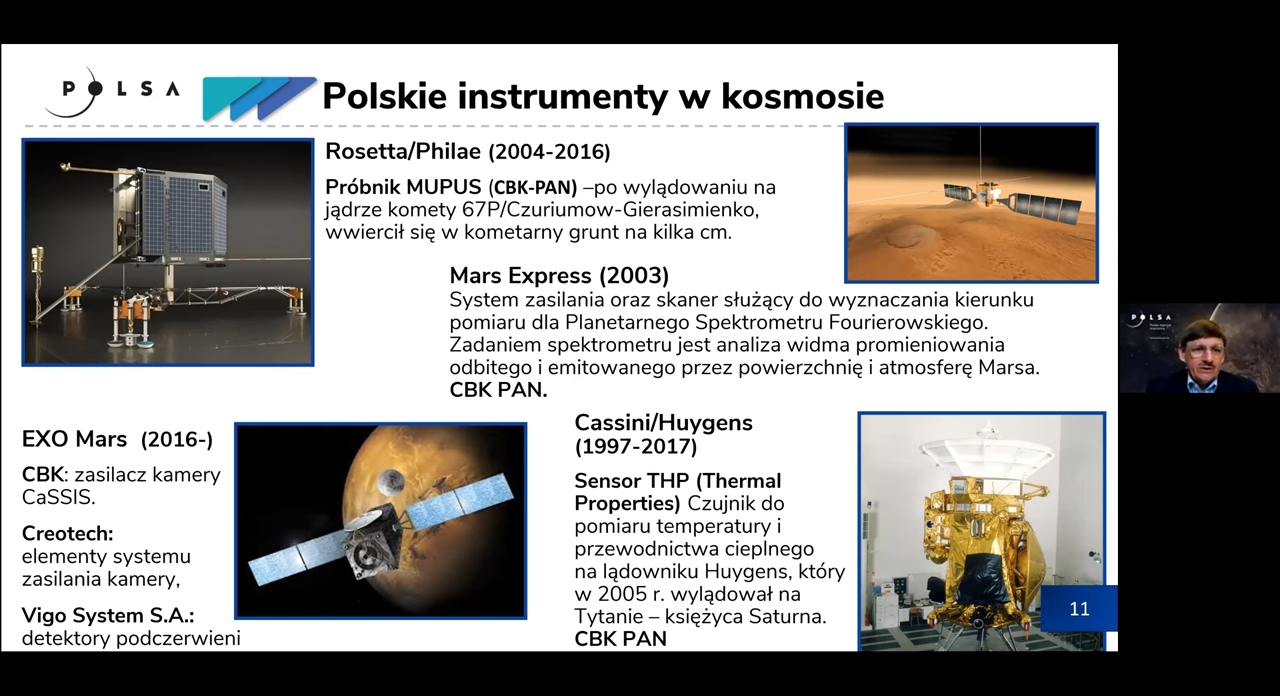 POLSA
Polskie instrumenty w kosmosie
Rosetta/Philae (2004-2016)
Próbnik MUPUS (CBK-PAN) –po wylądowaniu na
jądrze komety 67P/Czuriumow-Gierasimienko,
wwiercił się w kometarny grunt na kilka cm.
Mars Express (2003)
System zasilania oraz skaner służący do wyznaczania kierunku
pomiaru dla Planetarnego Spektrometru Fourierowskiego.
Zadaniem spektrometru jest analiza widma promieniowania
odbitego i emitowanego przez powierzchnię i atmosferę Marsa.
CBK PAN.
EXO Mars (2016-)
CBK: zasilacz kamery
CaSSIS.
Creotech:
elementy systemu
zasilania kamery,
Vigo System S.A.:
detektory podczerwieni
Cassini/Huygens
(1997-2017)
Sensor THP (Thermal
Properties) Czujnik do
pomiaru temperatury i
przewodnictwa cieplnego
na lądowniku Huygens, który
w 2005 r. wylądował na
Tytanie – księżyca Saturna.
CBK PAN
11
POLSA